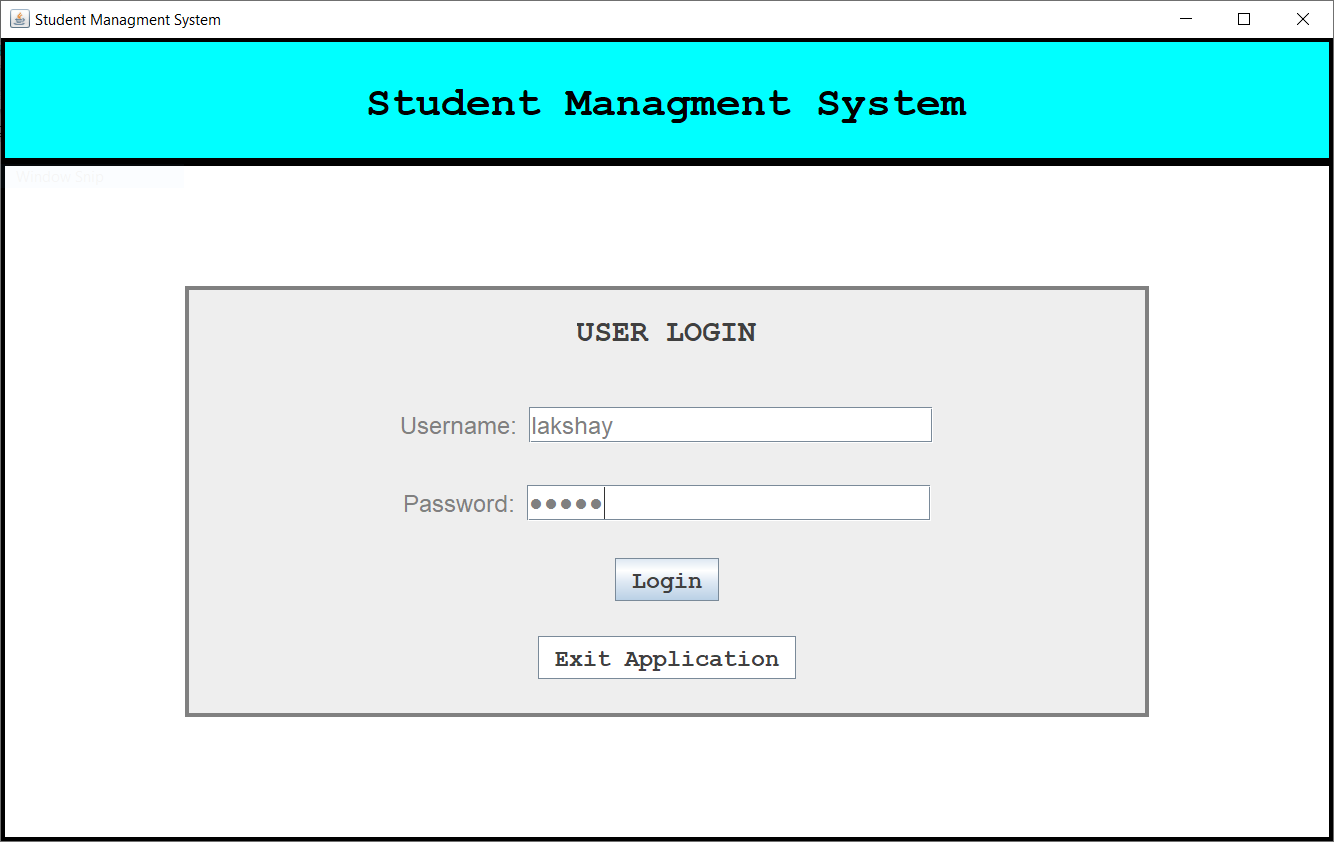 Student Managment System
Student Managment System
Window Snip
USER LOGIN
Username: lakshay
Password: ●●●●●
Login
Exit Application